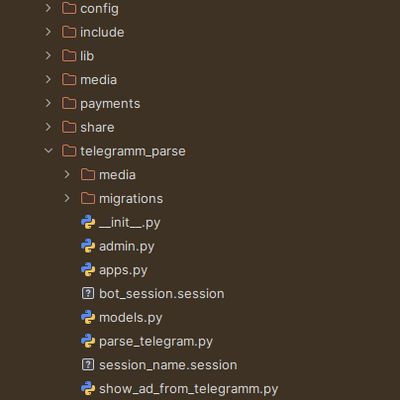 config
include
lib
media
payments
share
telegramm_parse
media
migrations
__init__.py
admin.py
apps.py
bot_session.session
models.py
parse_telegram.py
session_name.session
show_ad_from_telegramm.py